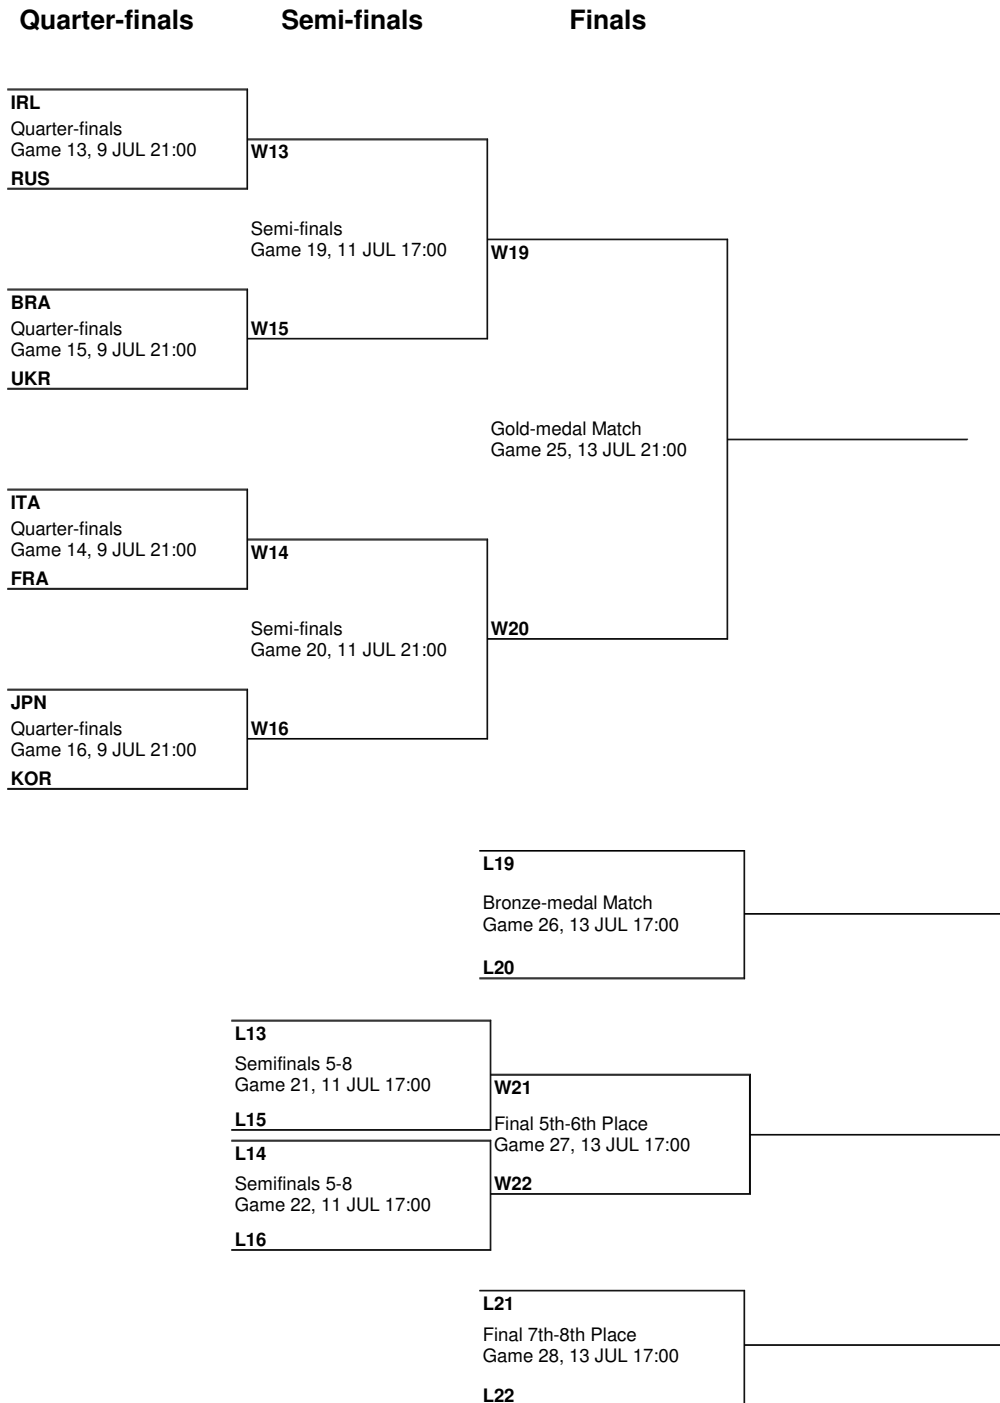 Quarter-finals Semi-finals Finals
IRL
Quarter-finals
Game 13, 9 JUL 21:00
RUS
W13
Semi-finals
Game 19, 11 JUL 17:00
W15
BRA
Quarter-finals
Game 15, 9 JUL 21:00
UKR
W19
Gold-medal Match
Game 25, 13 JUL 21:00
W20
ITA
Quarter-finals
Game 14, 9 JUL 21:00
FRA
W14
Semi-finals
Game 20, 11 JUL 21:00
W16
JPN
Quarter-finals
Game 16, 9 JUL 21:00
KOR
L19
Bronze-medal Match
Game 26, 13 JUL 17:00
L20
L13
Semifinals 5-8
Game 21, 11 JUL 17:00
L15
L14
Semifinals 5-8
Game 22, 11 JUL 17:00
L16
W21
Final 5th-6th Place
Game 27, 13 JUL 17:00
W22
L21
Final 7th-8th Place
Game 28, 13 JUL 17:00
L22